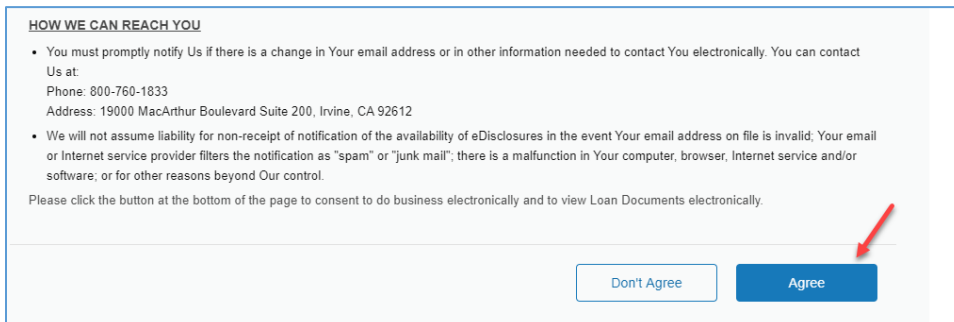 HOW WE CAN REACH YOU
• You must promptly notify Us if there is a change in Your email address or in other information needed to contact You electronically. You can contact
Us at:
Phone: 800-760-1833
Address: 19000 MacArthur Boulevard Suite 200, Irvine, CA 92612
• We will not assume liability for non-receipt of notification of the availability of eDisclosures in the event Your email address on file is invalid; Your email
or Internet service provider filters the notification as "spam" or "junk mail"; there is a malfunction in Your computer, browser, Internet service and/or
software; or for other reasons beyond Our control.
Please click the button at the bottom of the page to consent to do business electronically and to view Loan Documents electronically.
Don't Agree
Agree